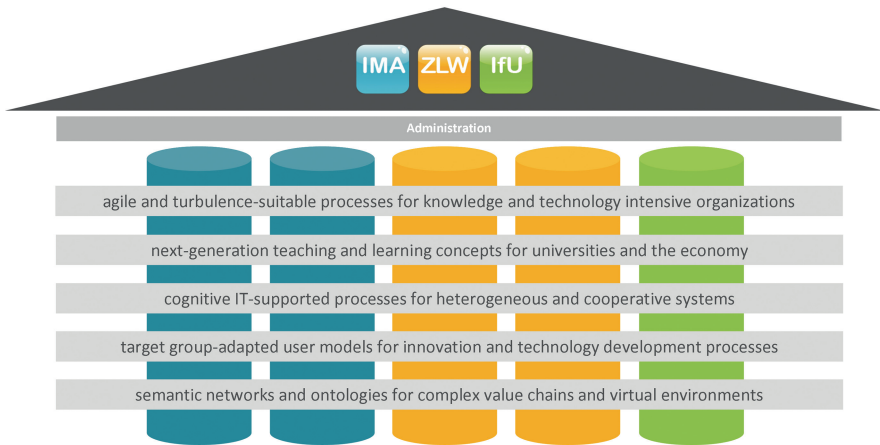 IMA ZLW IfU
Administration
agile and turbulence-suitable processes for knowledge and technology intensive organizations
next-generation teaching and learning concepts for universities and the economy
cognitive IT-supported processes for heterogeneous and cooperative systems
target group-adapted user models for innovation and technology development processes
semantic networks and ontologies for complex value chains and virtual environments